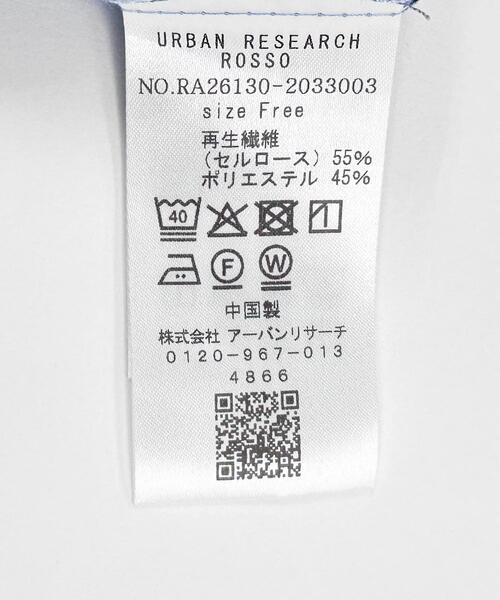 URBAN RESEARCH
ROSSO
NO.RA26130-2033003
size Free
再生繊維
（セルロース）55%
ポリエステル 45%
40
F W
中国製
株式会社 アーバンリサーチ
0120-967-013
4866